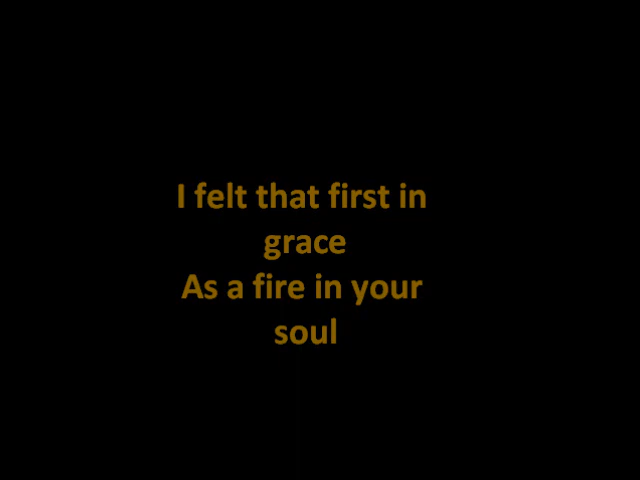 I felt that first in
grace
As a fire in your
soul